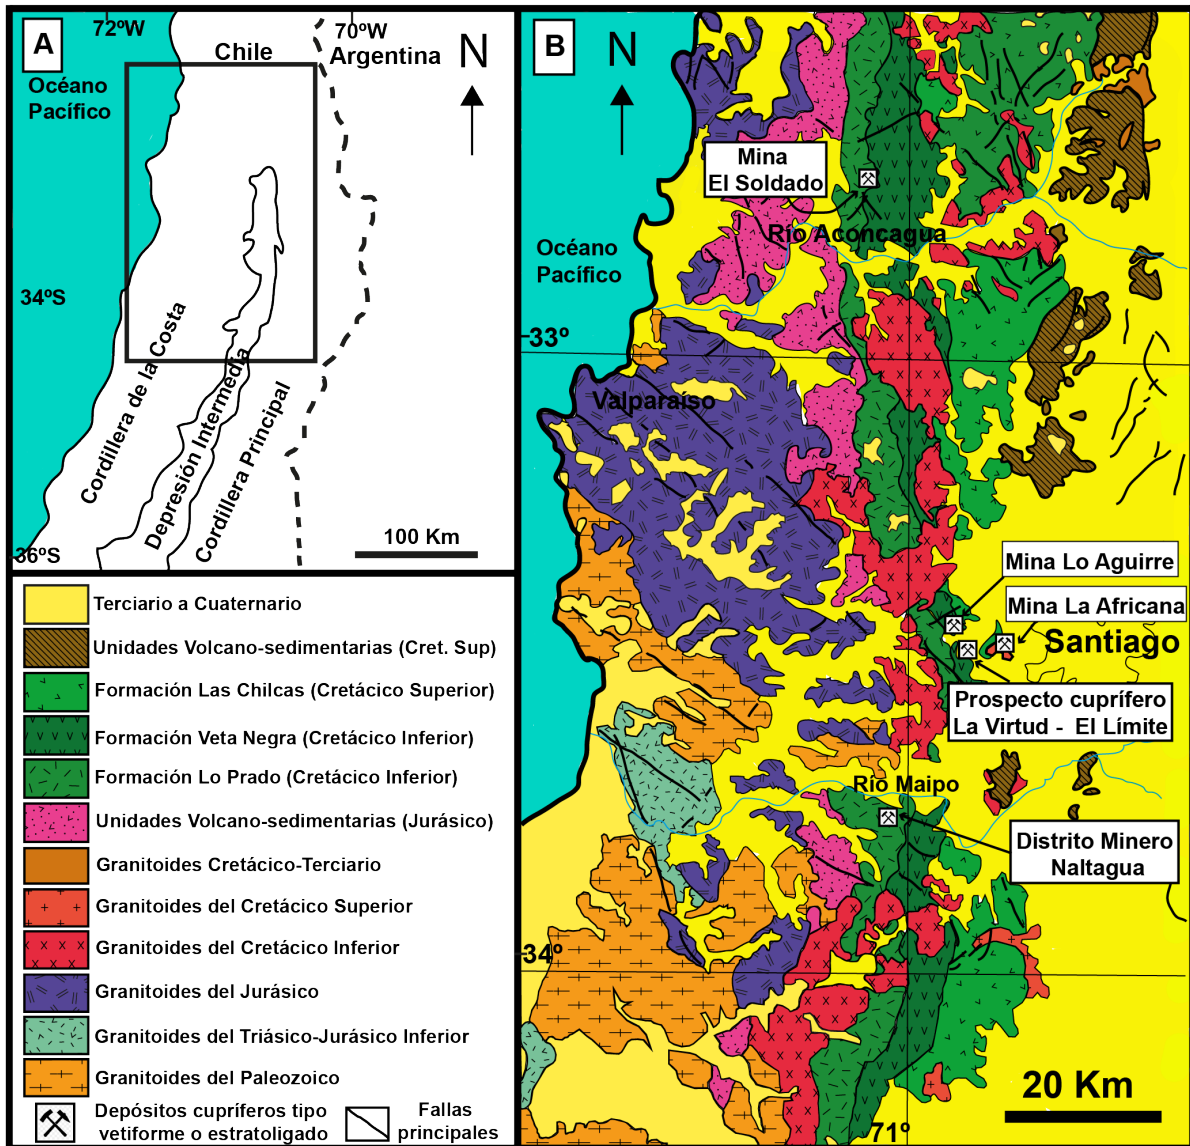 A
72ºW
Chile
70ºW
Argentina
N
Océano
Pacífico
34ºS
36ºS
Cordillera de la Costa
Depresión Intermedia
Cordillera Principal
100 Km
Terciario a Cuaternario
Unidades Volcano-sedimentarias (Cret. Sup)
Formación Las Chilcas (Cretácico Superior)
Formación Veta Negra (Cretácico Inferior)
Formación Lo Prado (Cretácico Inferior)
Unidades Volcano-sedimentarias (Jurásico)
Granitoides Cretácico-Terciario
Granitoides del Cretácico Superior
Granitoides del Cretácico Inferior
Granitoides del Jurásico
Granitoides del Triásico-Jurásico Inferior
Granitoides del Paleozoico
Depósitos cupríferos tipo
vetiforme o estratoligado
Fallas
principales
B
N
Mina
El Soldado
Río Aconcagua
Océano
Pacífico
33º
Valparaíso
Mina Lo Aguirre
Mina La Africana
Santiago
Prospecto cuprífero
La Virtud - El Límite
Río Maipo
Distrito Minero
Naltagua
34º
20 Km
71º